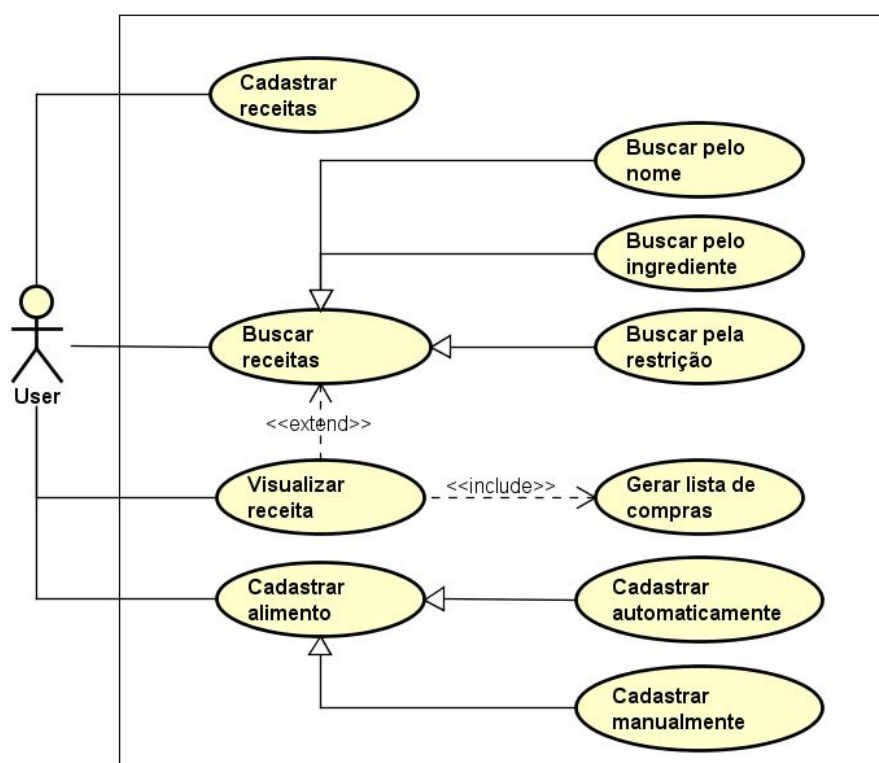 Cadastrar
receitas
Buscar pelo
nome
Buscar pelo
ingrediente
Buscar
receitas
Buscar pela
restrição
User
<<extend>>
Visualizar
receita
<<include>>
Gerar lista de
compras
Cadastrar
alimento
Cadastrar
automaticamente
Cadastrar
manualmente